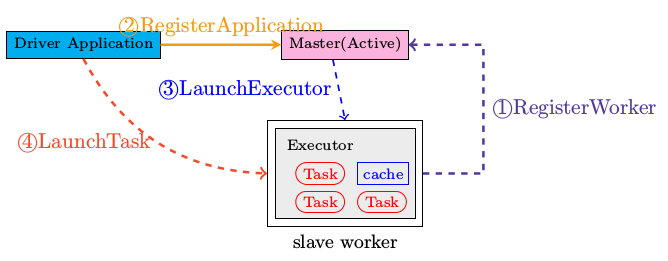 ②RegisterApplication
Driver Application
Master(Active)
③LaunchExecutor
①RegisterWorker
④LaunchTask
Executor
Task
cache
Task
Task
slave worker